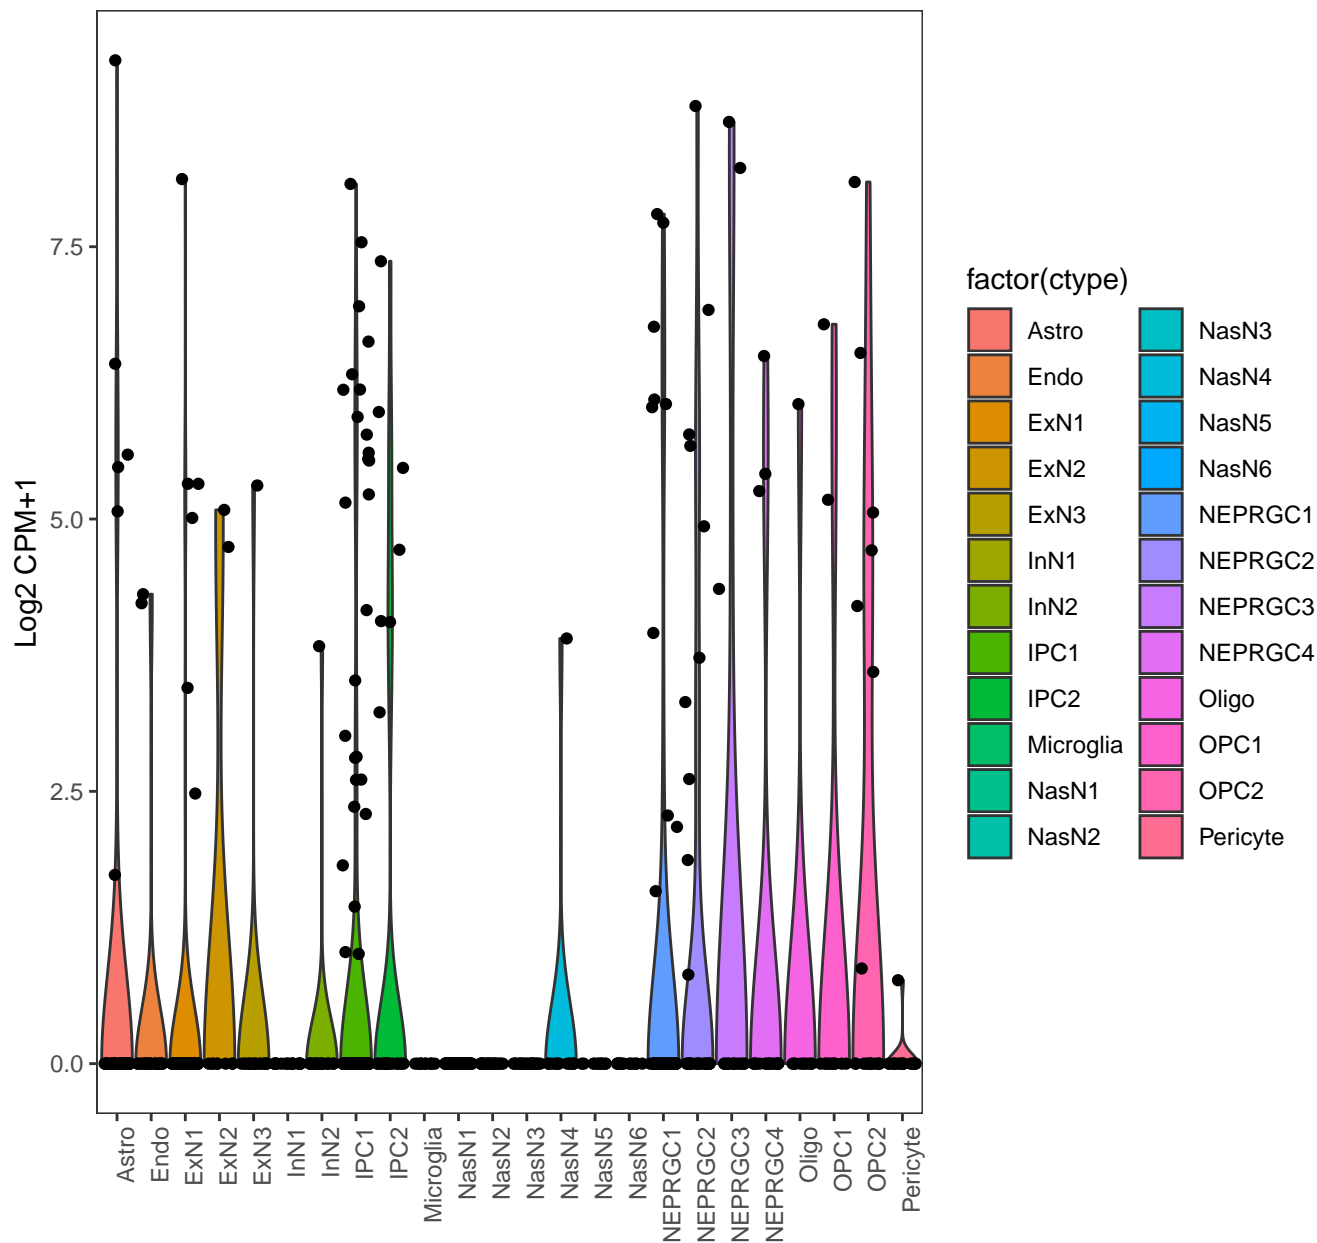 Log2 CPM+1
7.5
5.0
2.5
0.0
Astro
Endo
ExN1
ExN2
ExN3
InN1
InN2
IPC1
IPC2
Microglia
NasN1
NasN2
NasN3
NasN4
NasN5
NasN6
NEPRGC1
NEPRGC2
NEPRGC3
NEPRGC4
Oligo
OPC1
OPC2
Pericyte
factor(ctype)
Astro
Endo
ExN1
ExN2
ExN3
InN1
InN2
IPC1
IPC2
Microglia
NasN1
NasN2
NasN3
NasN4
NasN5
NasN6
NEPRGC1
NEPRGC2
NEPRGC3
NEPRGC4
Oligo
OPC1
OPC2
Pericyte